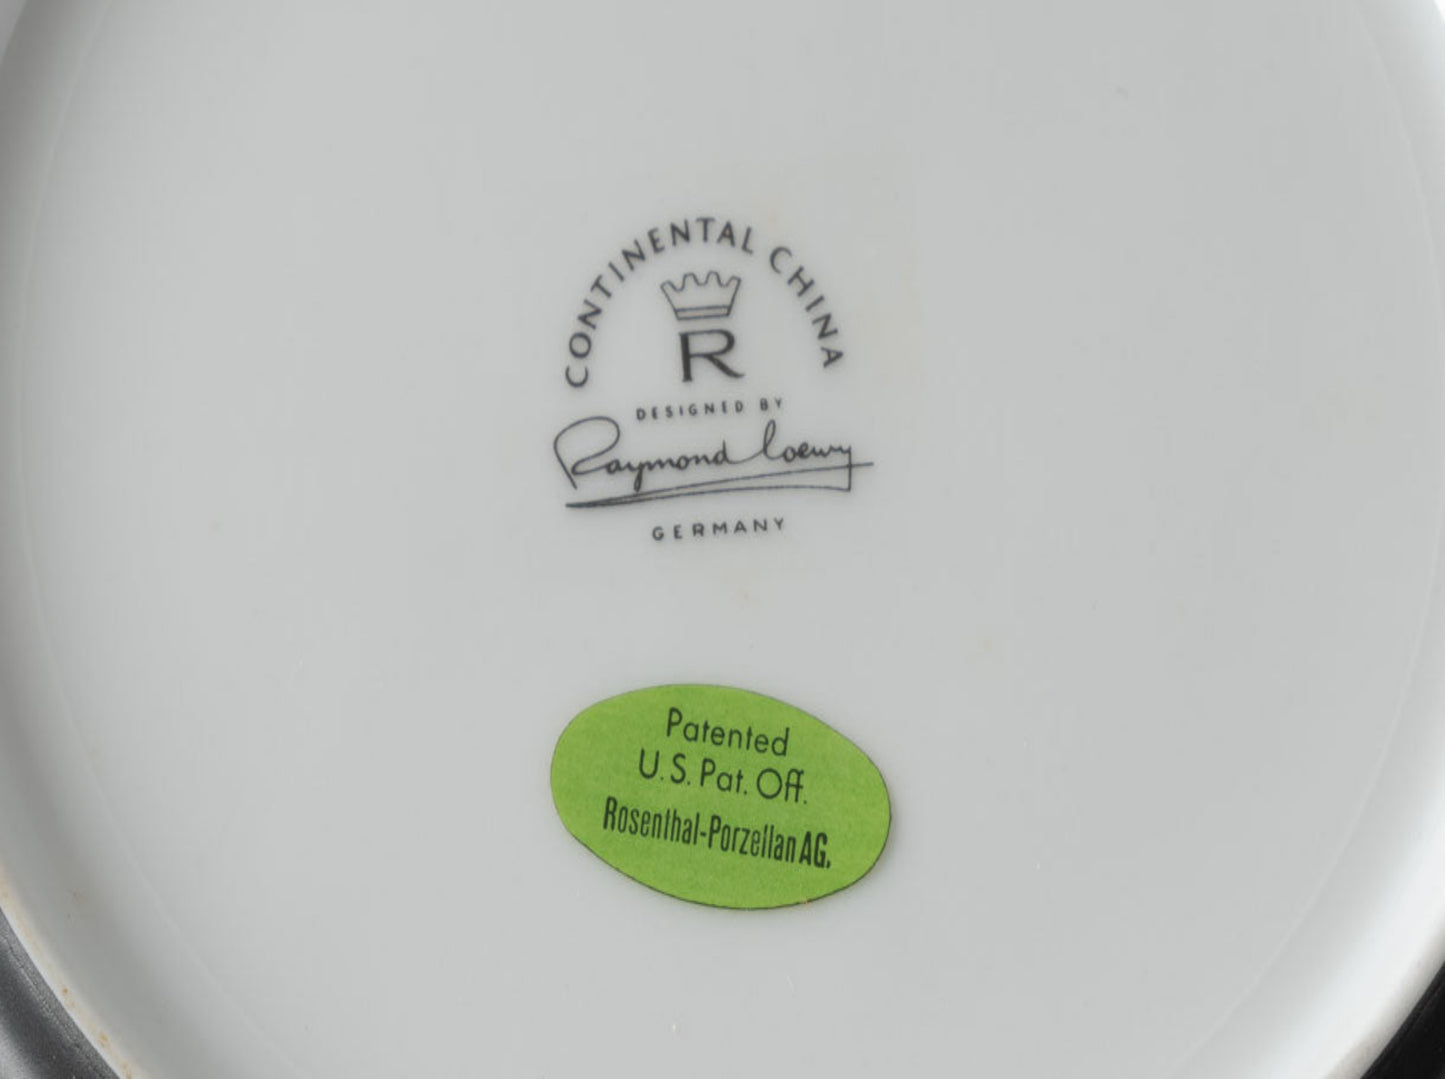 CONTINENTAL CHINA
R
DESIGNED BY
Raymond Loewy
GERMANY
Patented
U.S. Pat. Off.
Rosenthal-Porzellan AG.